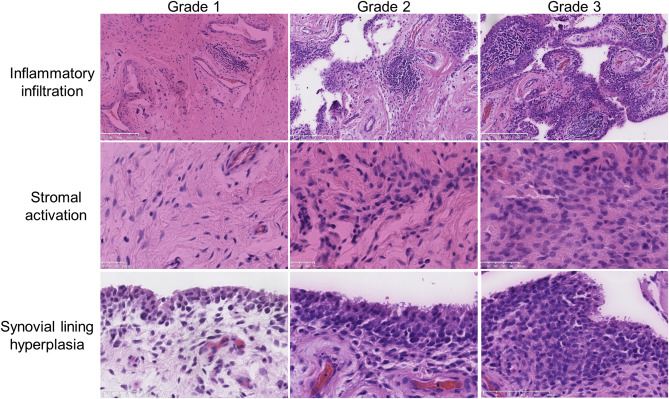 Grade 1
Grade 2
Grade 3
Inflammatory
infiltration
Stromal
activation
Synovial lining
hyperplasia